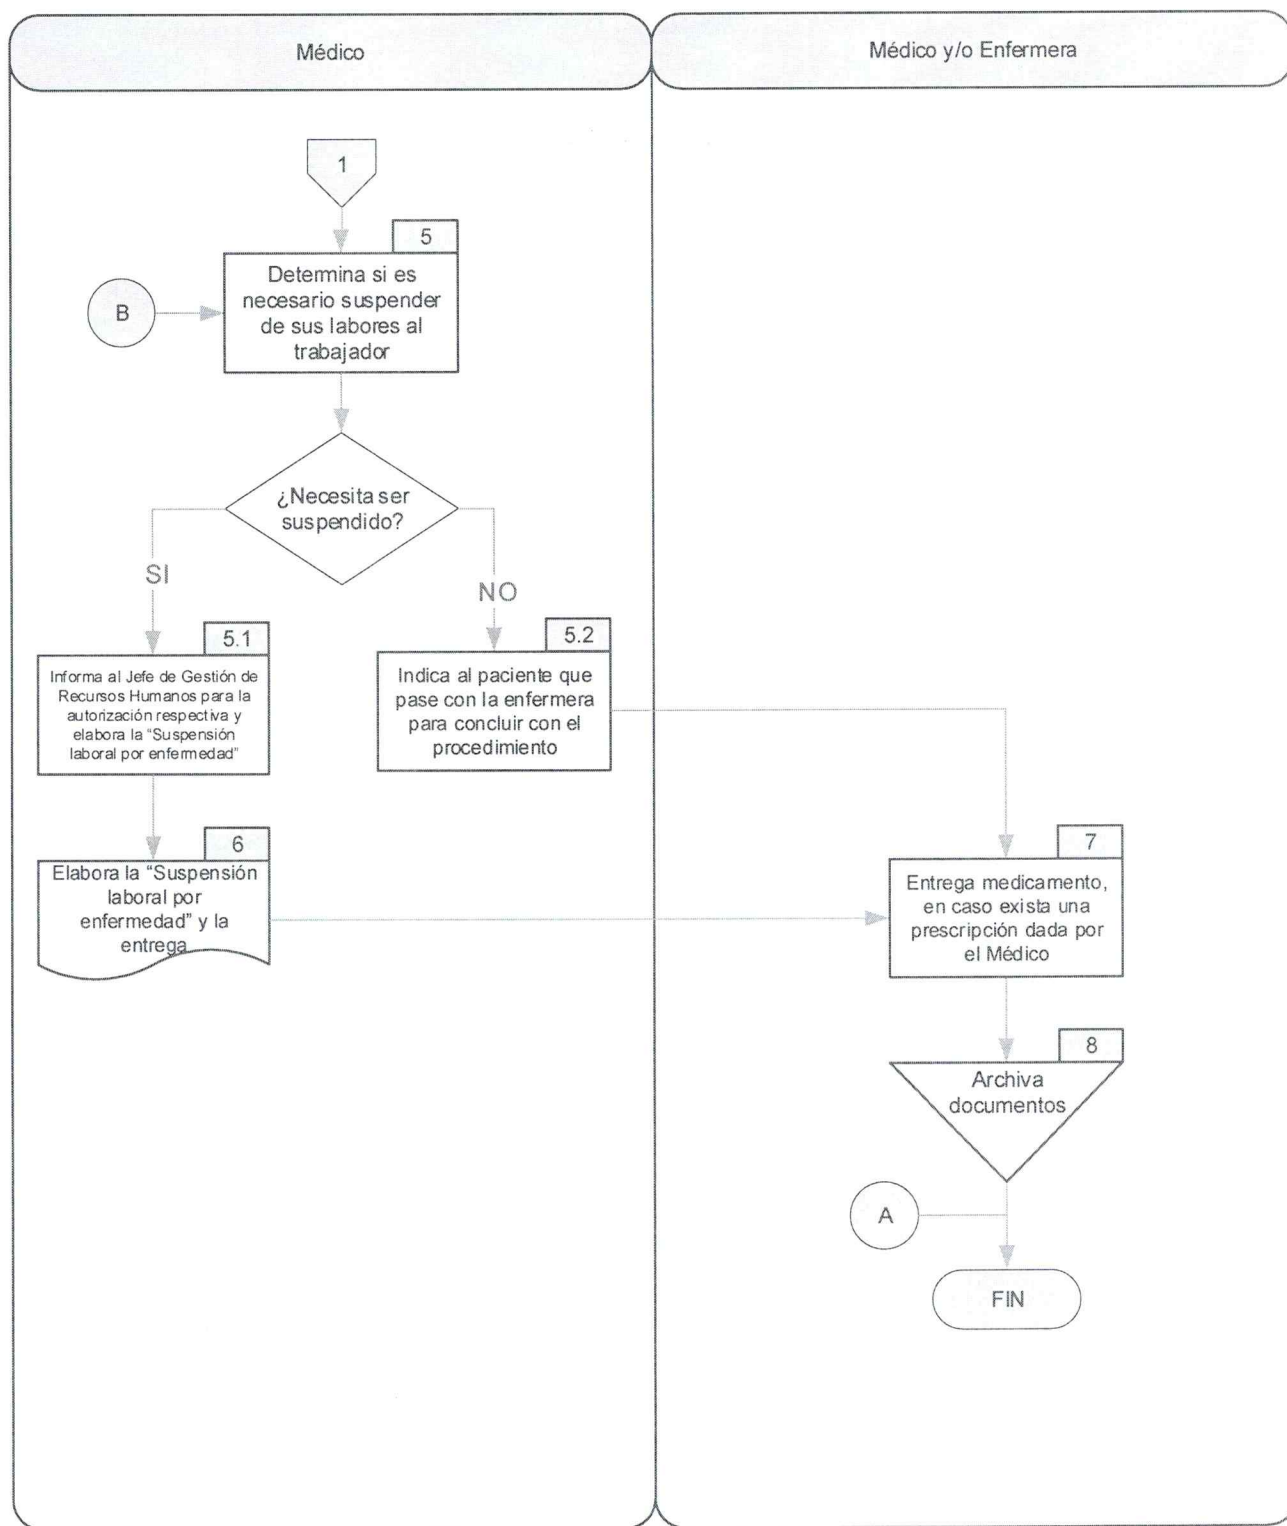 Médico
Médico y/o Enfermera
1
5
Determina si es
necesario suspender
de sus labores al
trabajador
B
¿Necesita ser
suspendido?
SI
NO
5.1
Informa al Jefe de Gestión de
Recursos Humanos para la
autorización respectiva y
elabora la “Suspensión
laboral por enfermedad”
5.2
Indica al paciente que
pase con la enfermera
para concluir con el
procedimiento
6
Elabora la “Suspensión
laboral por
enfermedad” y la
entrega
7
Entrega medicamento,
en caso exista una
prescripción dada por
el Médico
8
Archiva
documentos
A
FIN